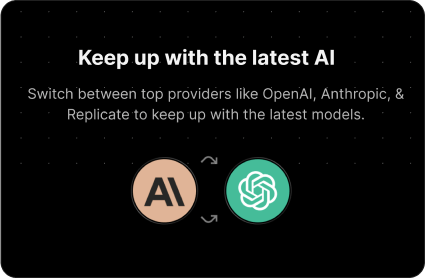 Keep up with the latest AI
Switch between top providers like OpenAI, Anthropic, &
Replicate to keep up with the latest models.
A\